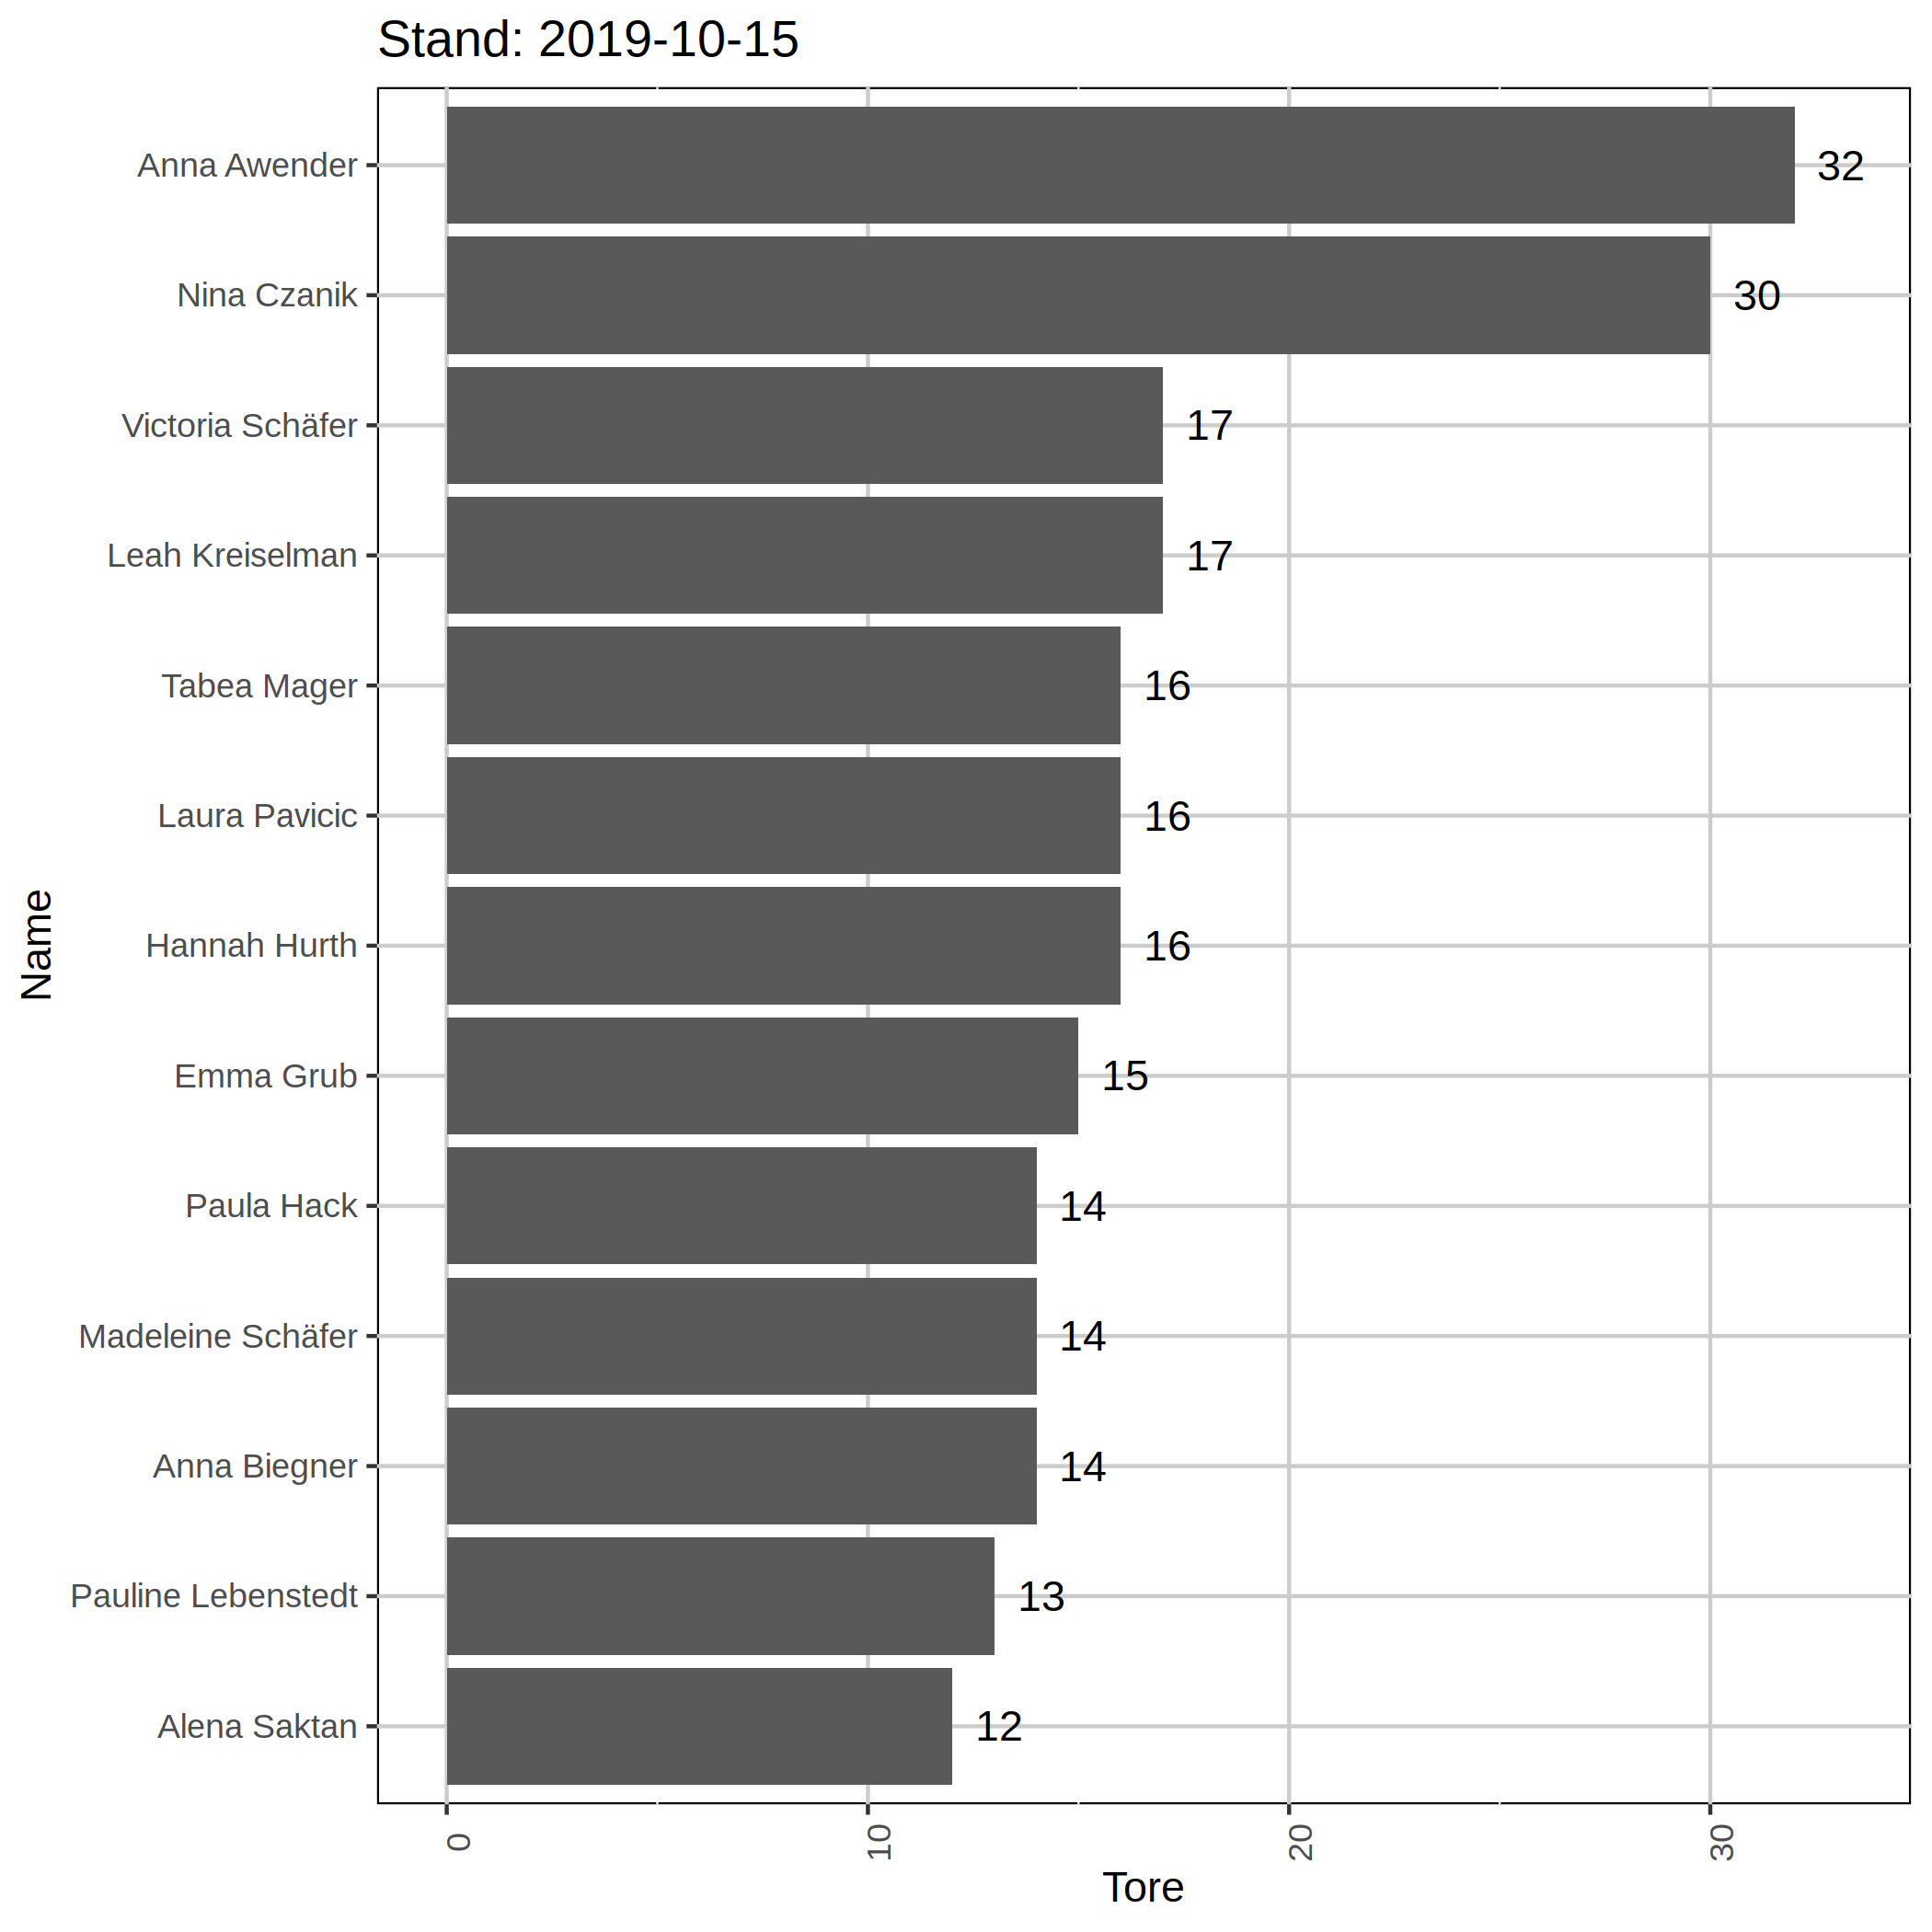 Stand: 2019-10-15
Anna Awender 32
Nina Czanik 30
Victoria Schäfer 17
Leah Kreiselman 17
Tabea Mager 16
Laura Pavicic 16
Hannah Hurth 16
Emma Grub 15
Paula Hack 14
Madeleine Schäfer 14
Anna Biegner 14
Pauline Lebenstedt 13
Alena Saktan 12
Name
0 10 20 30
Tore